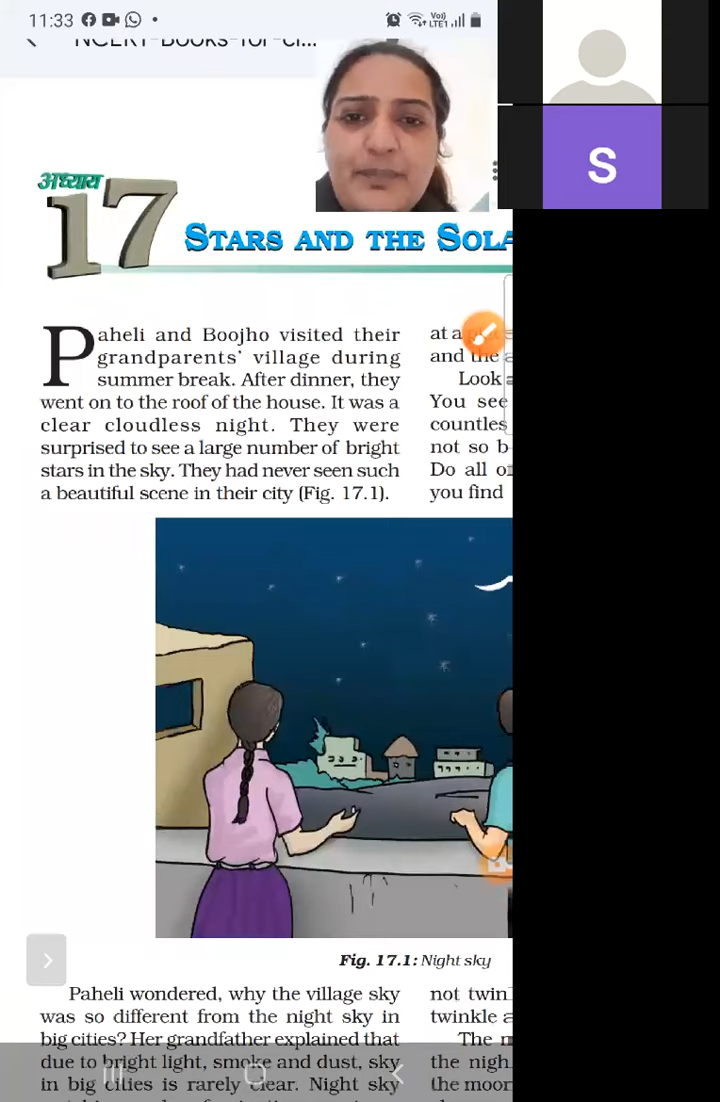 11:33
Vo))
LTE1
S
अध्याय
17 STARS AND THE
Paheli and Boojho visited their
grandparents' village during
summer break. After dinner, they
went on to the roof of the house. It was a
clear cloudless night. They were
surprised to see a large number of bright
stars in the sky. They had never seen such
a beautiful scene in their city (Fig. 17.1).
at a
and the
Look
You see
not so
Do all
you find
Fig. 17.1: Night sky
Paheli wondered, why the village sky
was so different from the night sky in
big cities? Her grandfather explained that
due to bright light, smoke and dust, sky
in big cities is rarely clear. Night sky
not
twinkle
The
the
the